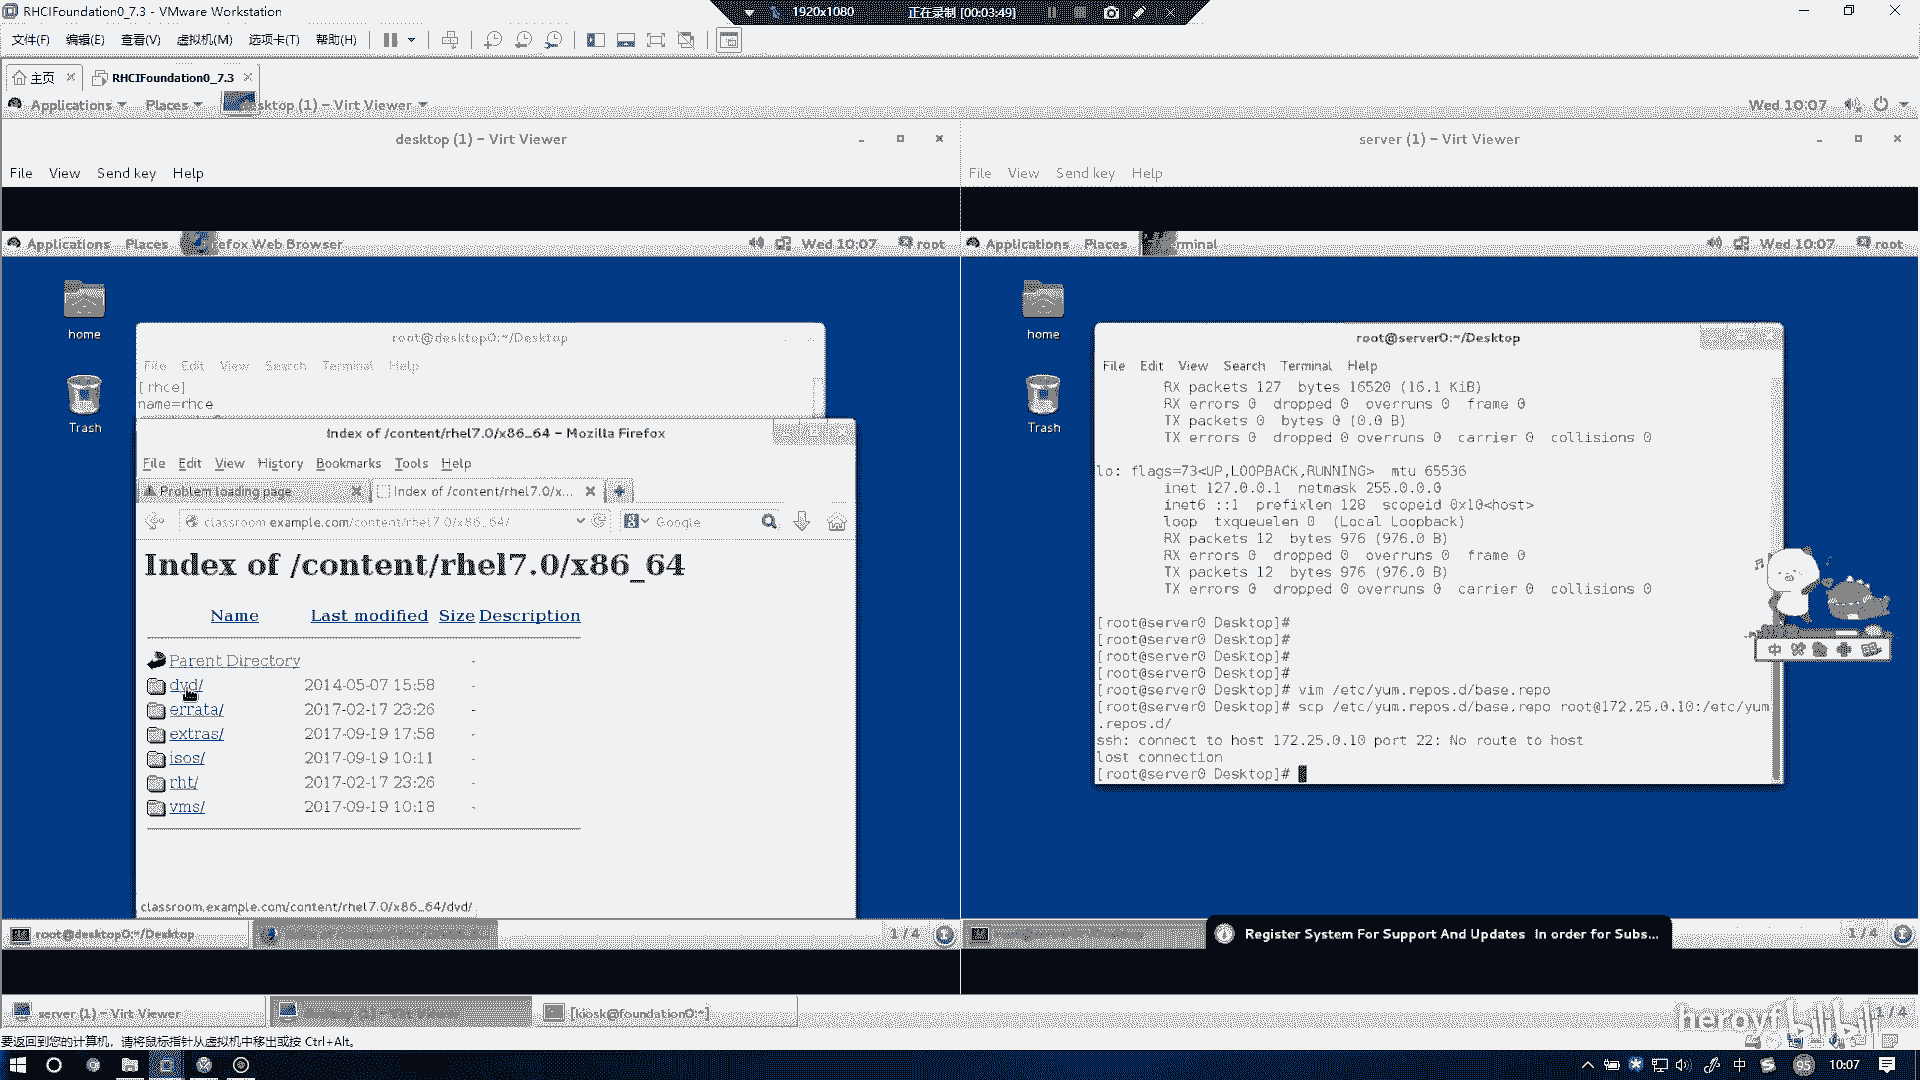 RHCIFoundation0_7.3 - VMware Workstation
1920x1080
正在录制 [00:03:49]
文件(F) 编辑(E) 查看(V) 虚拟机(M) 选项卡(T) 帮助(H)
主页
RHCIFoundation0_7.3
Applications Places desktop (1) – Virt Viewer
Wed 10:07
desktop (1) – Virt Viewer
File View Send key Help
Applications Places Firefox Web Browser
Wed 10:07 root
home
Trash
root@desktop0:~/Desktop
File Edit View Search Terminal Help
[rhce]
name=rhce
Index of /content/rhel7.0/x86_64 – Mozilla Firefox
File Edit View History Bookmarks Tools Help
Problem loading page
Index of /content/rhel7.0/x...
classroom.example.com/content/rhel7.0/x86_64/
Google
Index of /content/rhel7.0/x86_64
Name Last modified Size Description
Parent Directory -
dvd/ 2014-05-07 15:58 -
errata/ 2017-02-17 23:26 -
extras/ 2017-09-19 17:58 -
isos/ 2017-09-19 10:11 -
rht/ 2017-02-17 23:26 -
vms/ 2017-09-19 10:18 -
classroom.example.com/content/rhel7.0/x86_64/dvd/
root@desktop0:~/Desktop
1 / 4
server (1) – Virt Viewer
File View Send key Help
Applications Places Terminal
Wed 10:07 root
home
Trash
root@server0:~/Desktop
File Edit View Search Terminal Help
RX packets 127 bytes 16520 (16.1 KiB)
RX errors 0 dropped 0 overruns 0 frame 0
TX packets 0 bytes 0 (0.0 B)
TX errors 0 dropped 0 overruns 0 carrier 0 collisions 0
lo: flags=73<UP,LOOPBACK,RUNNING> mtu 65536
inet 127.0.0.1 netmask 255.0.0.0
inet6 ::1 prefixlen 128 scopeid 0x10<host>
loop txqueuelen 0 (Local Loopback)
RX packets 12 bytes 976 (976.0 B)
RX errors 0 dropped 0 overruns 0 frame 0
TX packets 12 bytes 976 (976.0 B)
TX errors 0 dropped 0 overruns 0 carrier 0 collisions 0
[root@server0 Desktop]#
[root@server0 Desktop]#
[root@server0 Desktop]#
[root@server0 Desktop]#
[root@server0 Desktop]# vim /etc/yum.repos.d/base.repo
[root@server0 Desktop]# scp /etc/yum.repos.d/base.repo root@172.25.0.10:/etc/yum
.repos.d/
ssh: connect to host 172.25.0.10 port 22: No route to host
lost connection
[root@server0 Desktop]#
中
Register System For Support And Updates In order for Subs...
1 / 4
server (1) – Virt Viewer
[kiosk@foundation0:~]
1 / 4
heroyf bilibili
要返回到您的计算机，请将鼠标指针从虚拟机中移出或按 Ctrl+Alt。
中
95
10:07